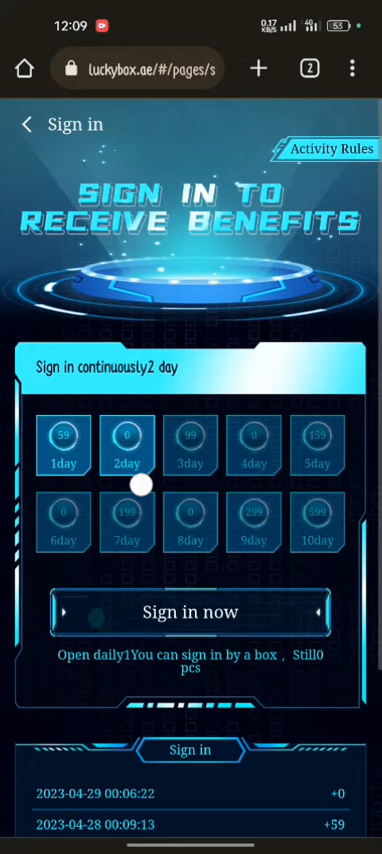 12:09
0.17 KB/S 4G 53
luckybox.ae/#/pages/s
2
Sign in
Activity Rules
SIGN IN TO
RECEIVE BENEFITS
Sign in continuously2 day
59 0 99 0 159
1day 2day 3day 4day 5day
0 199 0 299 599
6day 7day 8day 9day 10day
Sign in now
Open daily1You can sign in by a box， Still0
pcs
Sign in
2023-04-29 00:06:22 +0
2023-04-28 00:09:13 +59